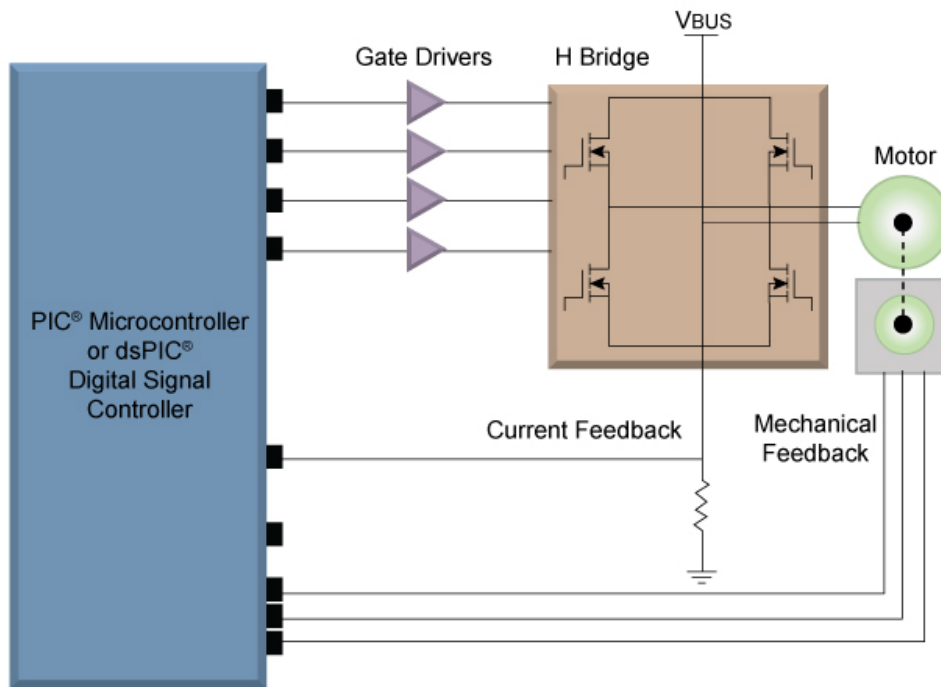 VBUS
Gate Drivers
H Bridge
Motor
PIC® Microcontroller
or dsPIC®
Digital Signal
Controller
Current Feedback
Mechanical
Feedback